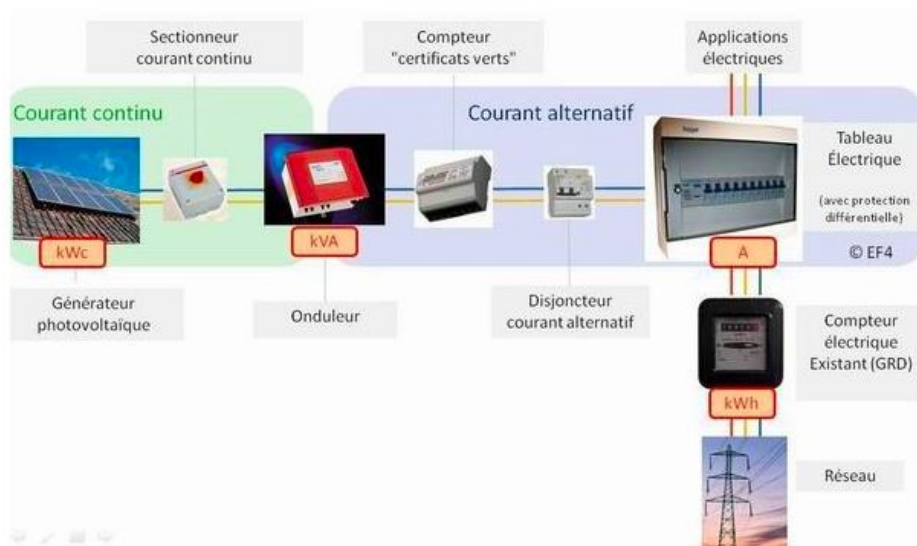 Sectionneur
courant continu
Compteur
"certificats verts"
Applications
électriques
Courant continu
Courant alternatif
Tableau
Électrique
(avec protection
différentielle)
© EF4
kWc
kVA
A
Générateur
photovoltaïque
Onduleur
Disjoncteur
courant alternatif
Compteur
électrique
Existant (GRD)
kWh
Réseau